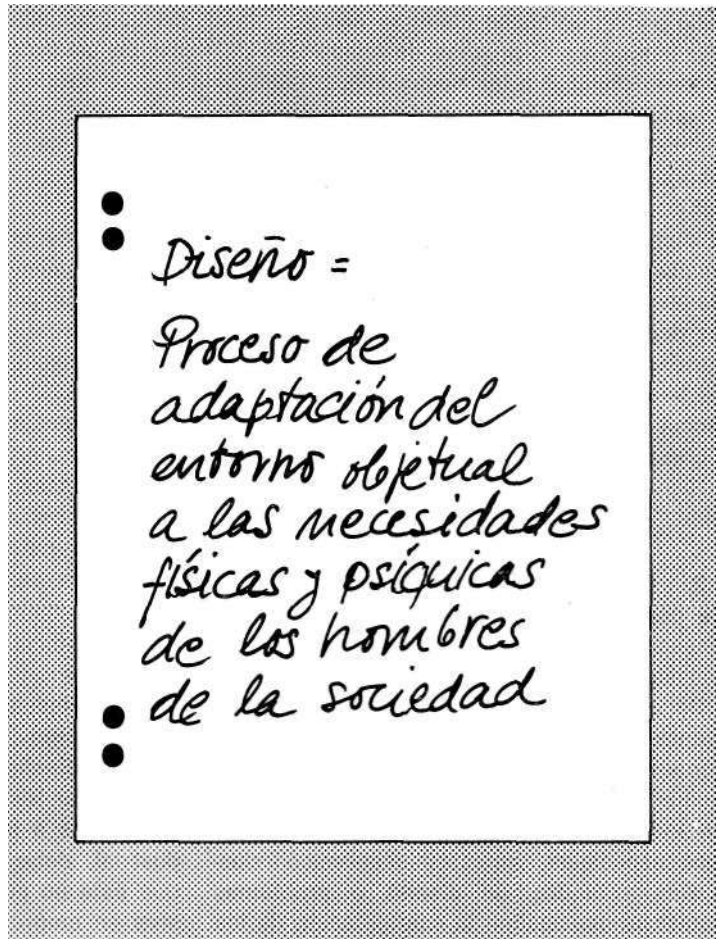 Diseño =
Proceso de
adaptación del
entorno objetual
a las necesidades
físicas y psíquicas
de los hombres
de la sociedad